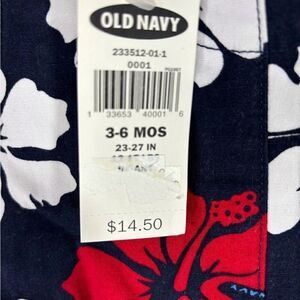 OLD NAVY
233512-01-1
0001
1 33653 40001 6
3-6 MOS
23-27 IN
$14.50